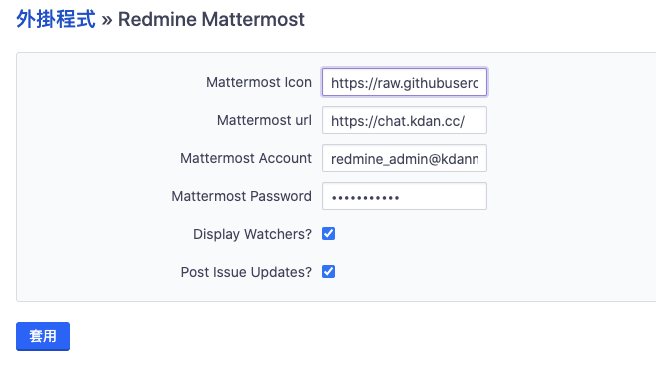 外掛程式 » Redmine Mattermost
Mattermost Icon https://raw.githubuserc
Mattermost url https://chat.kdan.cc/
Mattermost Account redmine_admin@kdanm
Mattermost Password •••••••••••
Display Watchers?
Post Issue Updates?
套用